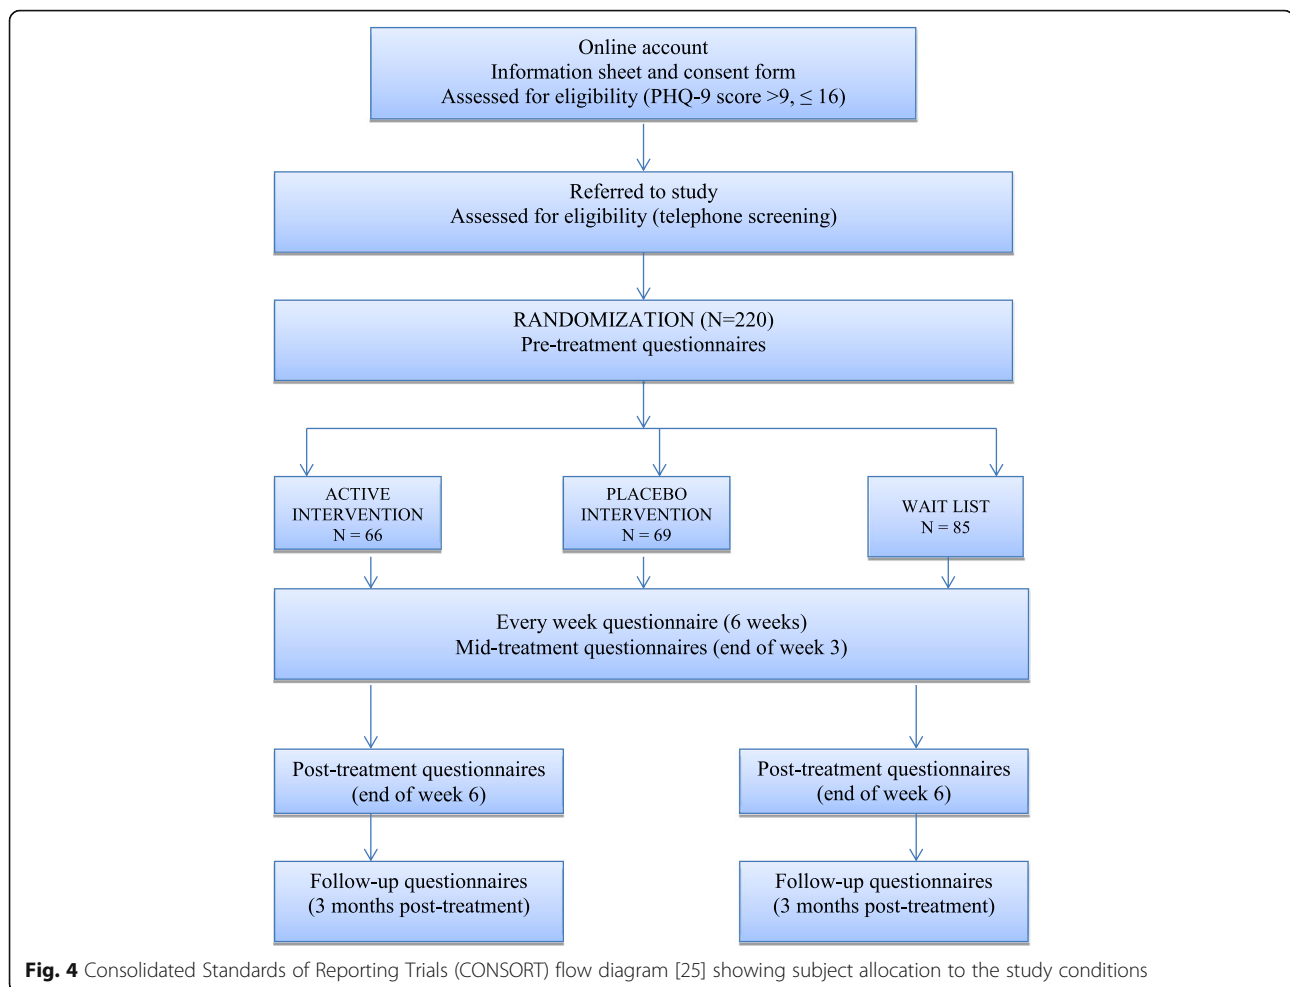 Online account
Information sheet and consent form
Assessed for eligibility (PHQ-9 score >9, ≤ 16)
Referred to study
Assessed for eligibility (telephone screening)
RANDOMIZATION (N=220)
Pre-treatment questionnaires
ACTIVE
INTERVENTION
N = 66
PLACEBO
INTERVENTION
N = 69
WAIT LIST
N = 85
Every week questionnaire (6 weeks)
Mid-treatment questionnaires (end of week 3)
Post-treatment questionnaires
(end of week 6)
Post-treatment questionnaires
(end of week 6)
Follow-up questionnaires
(3 months post-treatment)
Follow-up questionnaires
(3 months post-treatment)
Fig. 4 Consolidated Standards of Reporting Trials (CONSORT) flow diagram [25] showing subject allocation to the study conditions